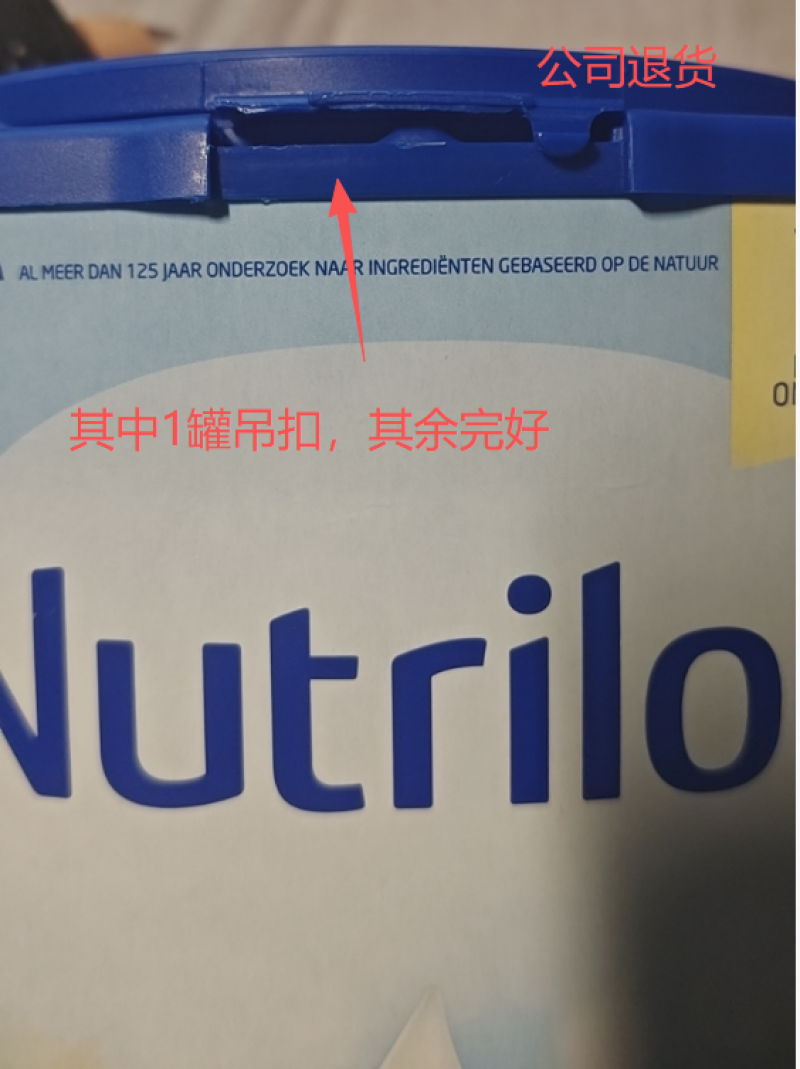 公司退货
AL MEER DAN 125 JAAR ONDERZOEK NAAR INGREDIËNTEN GEBASEERD OP DE NATUUR
其中1罐吊扣，其余完好
Nutrilo